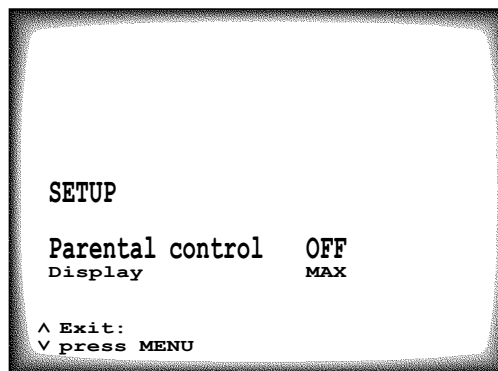 SETUP
Parental control OFF
Display MAX
∧ Exit:
∨ press MENU